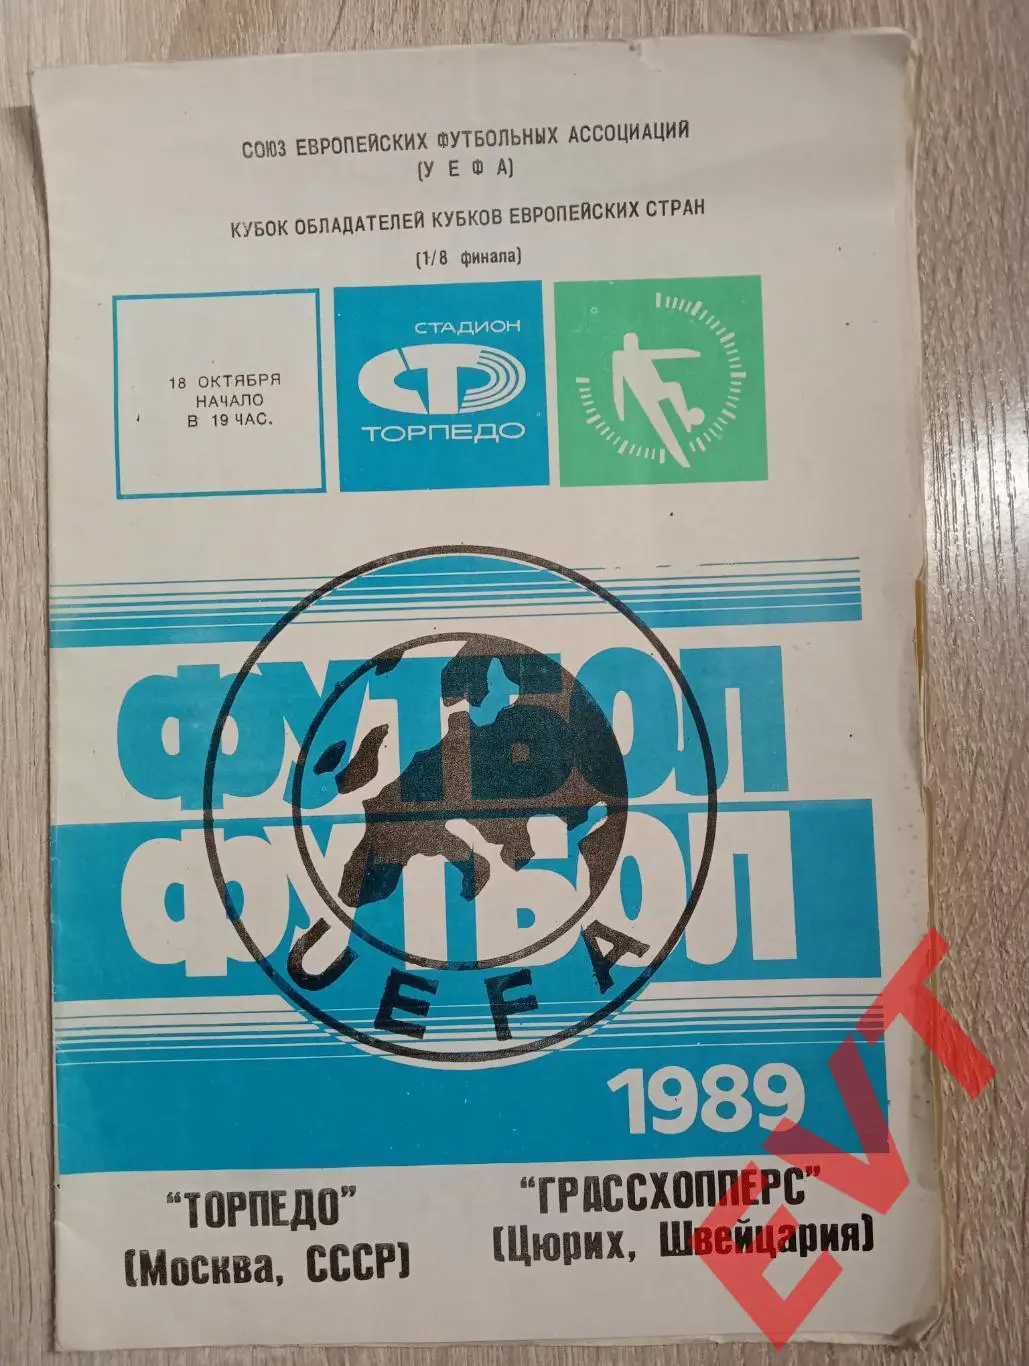 СОЮЗ ЕВРОПЕЙСКИХ ФУТБОЛЬНЫХ АССОЦИАЦИЙ
(У Е Ф А)
КУБОК ОБЛАДАТЕЛЕЙ КУБКОВ ЕВРОПЕЙСКИХ СТРАН
(1/8 финала)
18 ОКТЯБРЯ
НАЧАЛО
В 19 ЧАС.
СТАДИОН
СТ
ТОРПЕДО
ФУТБОЛ
ФУТБОЛ
UEFA
1989
"ТОРПЕДО"
(Москва, СССР)
"ГРАССХОППЕРС"
(Цюрих, Швейцария)
EVT